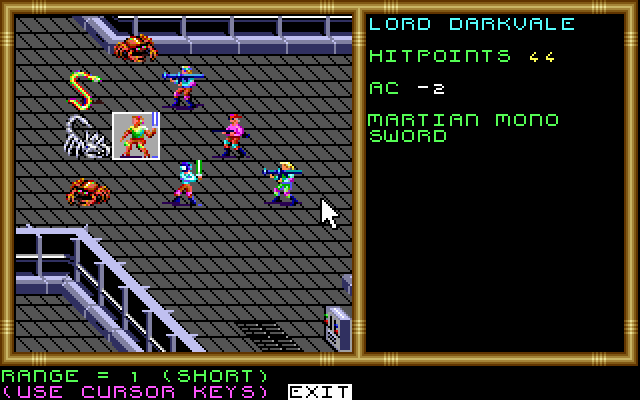 LORD DARKVALE
HITPOINTS 44
AC -2
MARTIAN MONO
SWORD
RANGE = 1 (SHORT)
(USE CURSOR KEYS) EXIT